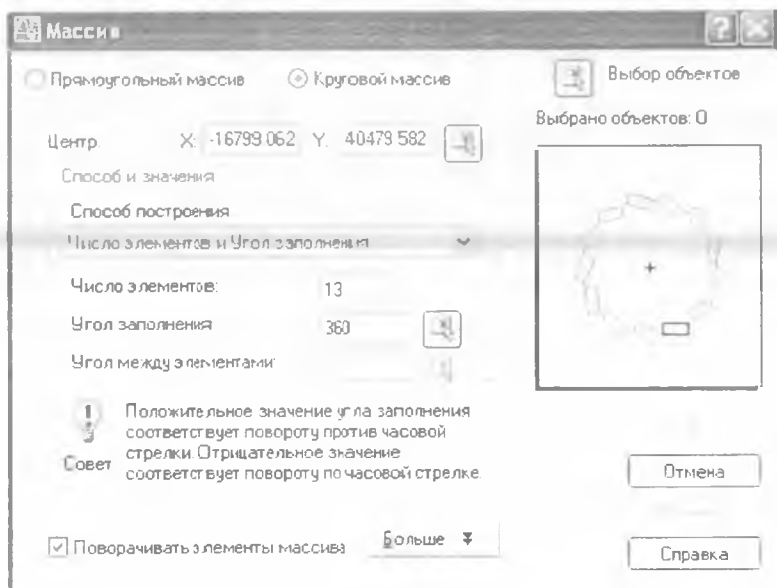 Массив
Прямоугольный массив Круговой массив Выбор объектов
Выбрано объектов: 0
Центр X: -16799.062 Y: 40479.582
Способ и значения
Способ построения
Число элементов и Угол заполнения
Число элементов: 13
Угол заполнения 360
Угол между элементами:
Положительное значение угла заполнения
соответствует повороту против часовой
стрелки. Отрицательное значение
соответствует повороту по часовой стрелке.
Совет
Отмена
Поворачивать элементы массива Больше
Справка